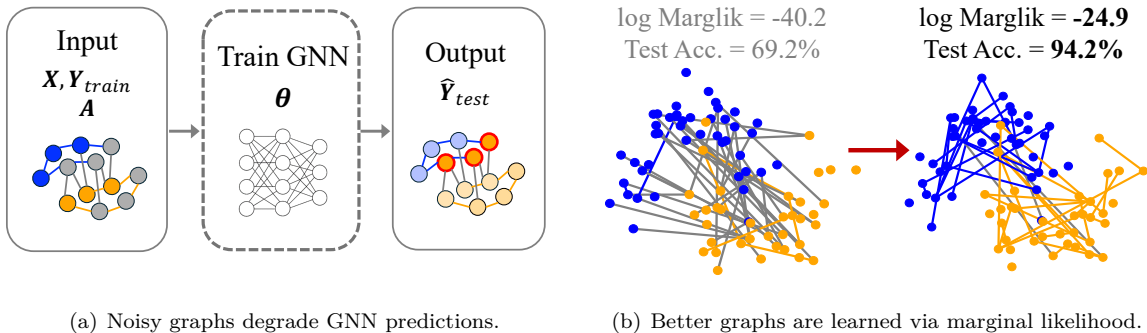 Input
X, Y_train
A
Train GNN
θ
Output
Ŷ_test
(a) Noisy graphs degrade GNN predictions.
log Marglik = -40.2
Test Acc. = 69.2%
log Marglik = -24.9
Test Acc. = 94.2%
(b) Better graphs are learned via marginal likelihood.